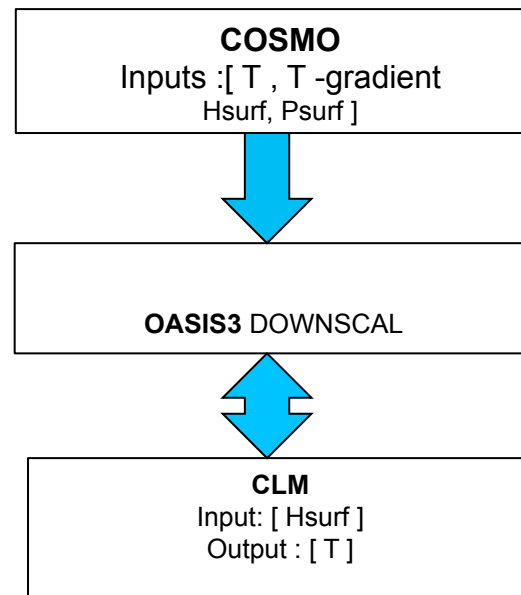 COSMO
Inputs :[ T , T -gradient
Hsurf, Psurf ]
OASIS3 DOWNSCAL
CLM
Input: [ Hsurf ]
Output : [ T ]